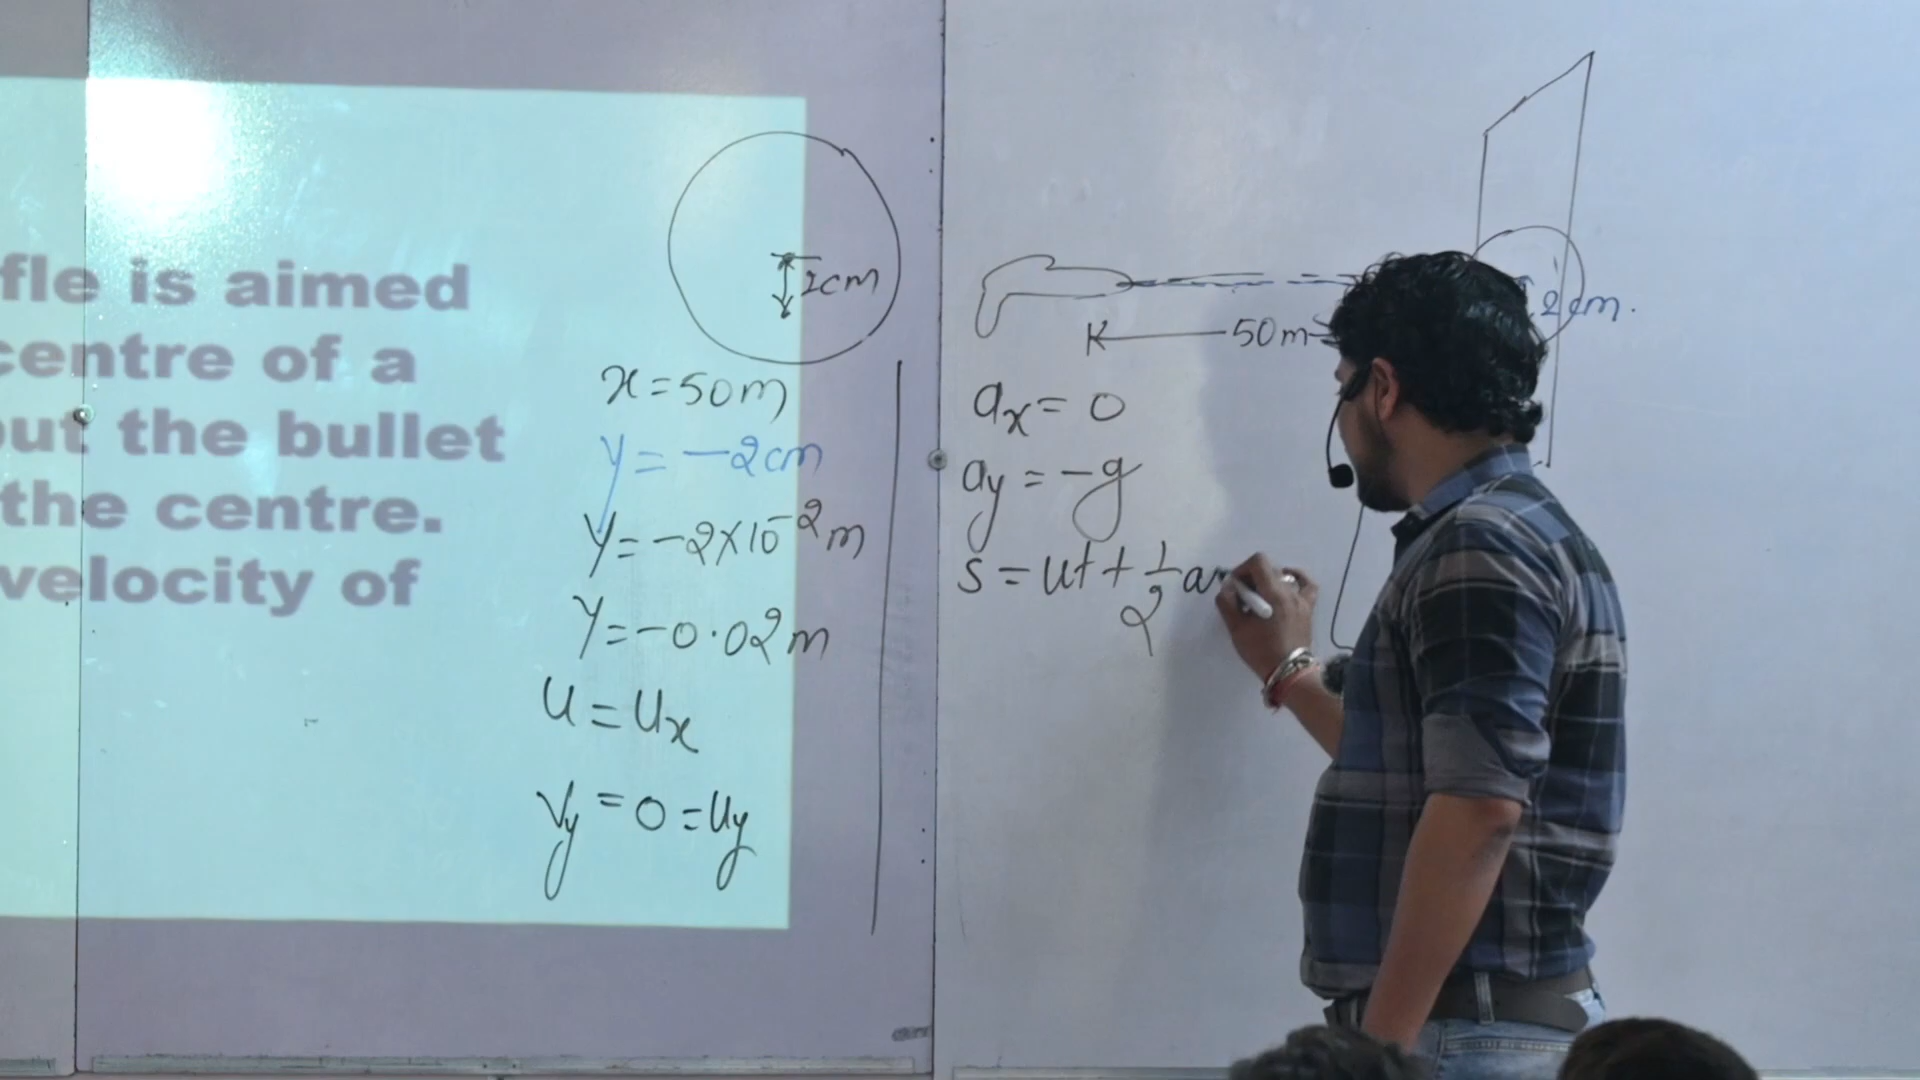 fle is aimed
centre of a
out the bullet
the centre.
velocity of
2cm
x = 50m
y = -2cm
y = -2×10⁻² m
y = -0.02m
u = uₓ
Vy = 0 = uy
50m
2cm.
aₓ = 0
ay = -g
s = ut + 1/2 a